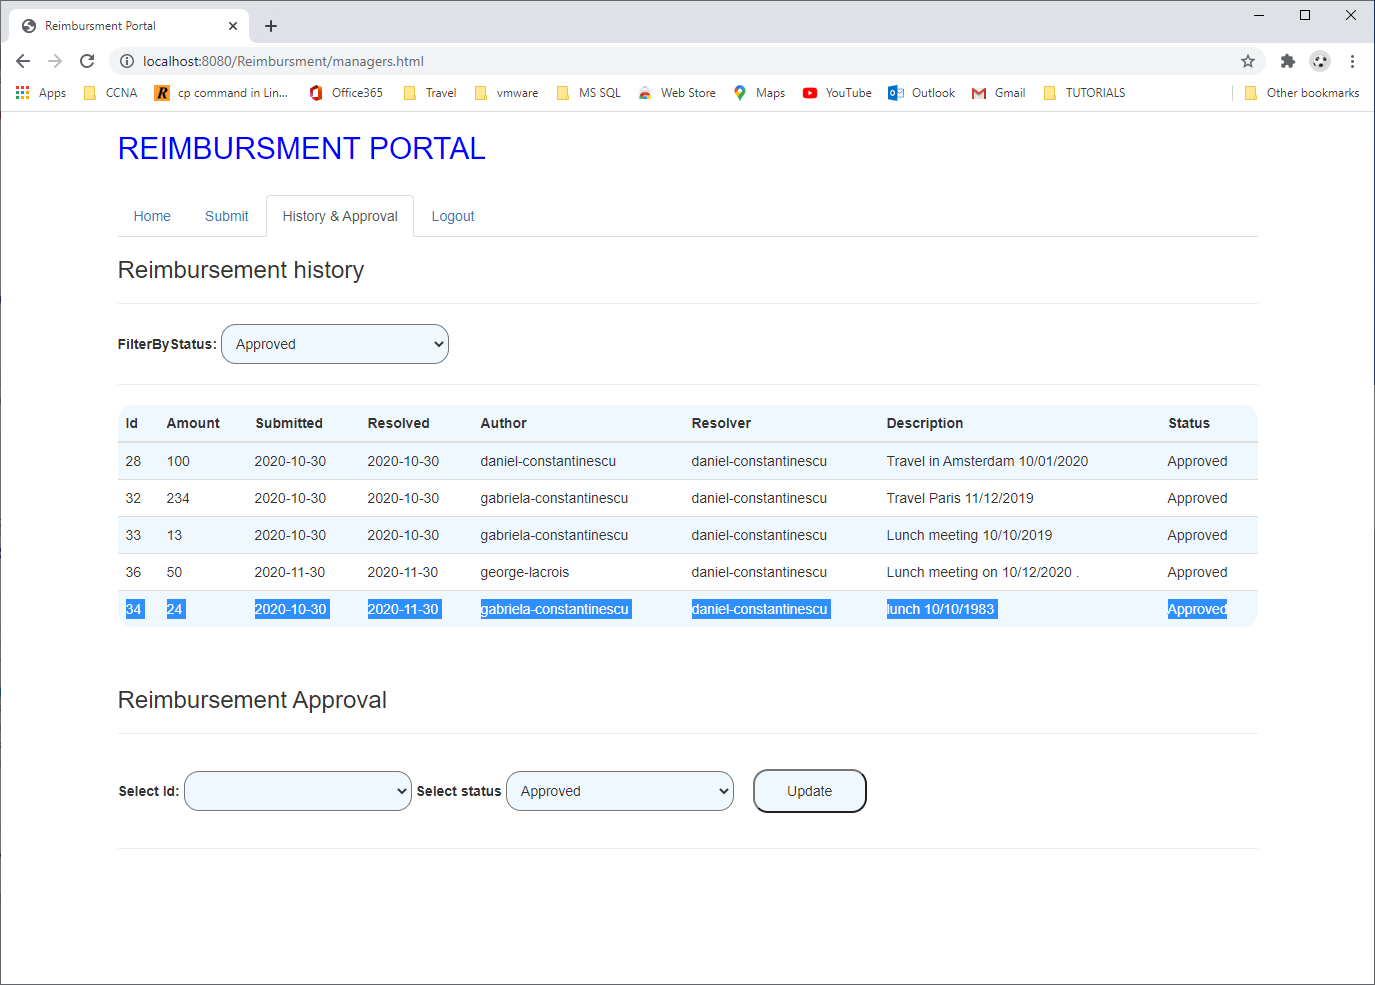 Reimbursment Portal
localhost:8080/Reimbursment/managers.html
Apps CCNA R cp command in Lin... Office365 Travel vmware MS SQL Web Store Maps YouTube Outlook Gmail TUTORIALS Other bookmarks
REIMBURSMENT PORTAL
Home Submit History & Approval Logout
Reimbursement history
FilterByStatus: Approved
Id Amount Submitted Resolved Author Resolver Description Status
28 100 2020-10-30 2020-10-30 daniel-constantinescu daniel-constantinescu Travel in Amsterdam 10/01/2020 Approved
32 234 2020-10-30 2020-10-30 gabriela-constantinescu daniel-constantinescu Travel Paris 11/12/2019 Approved
33 13 2020-10-30 2020-10-30 gabriela-constantinescu daniel-constantinescu Lunch meeting 10/10/2019 Approved
36 50 2020-11-30 2020-11-30 george-lacrois daniel-constantinescu Lunch meeting on 10/12/2020 . Approved
34 24 2020-10-30 2020-11-30 gabriela-constantinescu daniel-constantinescu lunch 10/10/1983 Approved
Reimbursement Approval
Select Id: Select status Approved Update